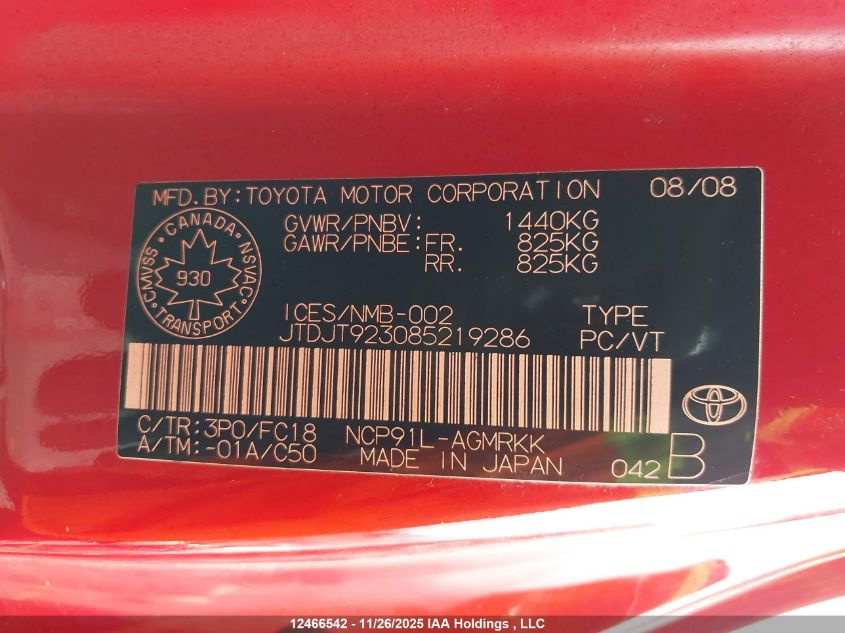 MFD.BY:TOYOTA MOTOR CORPORATION 08/08
CANADA
CMVSS NSVAC
930
TRANSPORT
GVWR/PNBV: 1440KG
GAWR/PNBE:FR. 825KG
RR. 825KG
ICES/NMB-002 TYPE
JTDJT923085219286 PC/VT
C/TR:3P0/FC18 NCP91L-AGMRKK
A/TM:-01A/C50 MADE IN JAPAN 042 B
12466542 - 11/26/2025 IAA Holdings , LLC